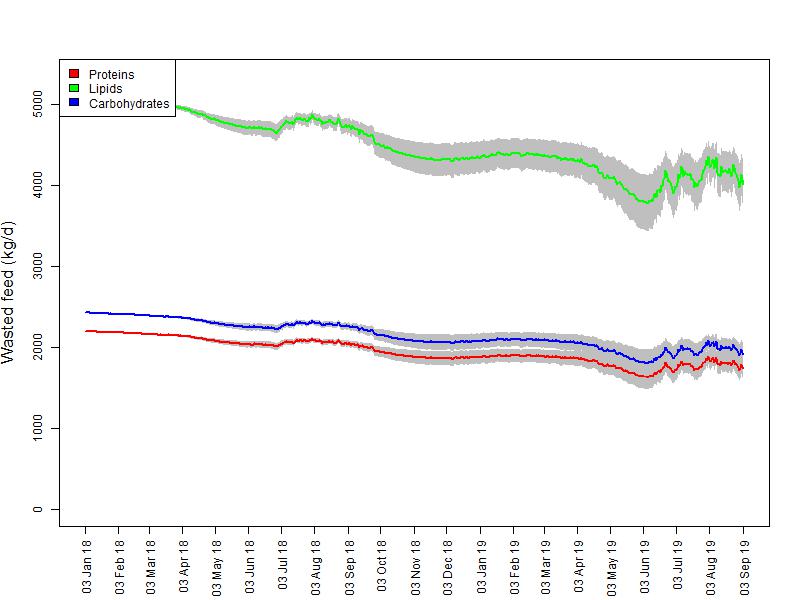 Proteins
Lipids
Carbohydrates
Wasted feed (kg/d)
5000
4000
3000
2000
1000
0
03 Jan 18
03 Feb 18
03 Mar 18
03 Apr 18
03 May 18
03 Jun 18
03 Jul 18
03 Aug 18
03 Sep 18
03 Oct 18
03 Nov 18
03 Dec 18
03 Jan 19
03 Feb 19
03 Mar 19
03 Apr 19
03 May 19
03 Jun 19
03 Jul 19
03 Aug 19
03 Sep 19